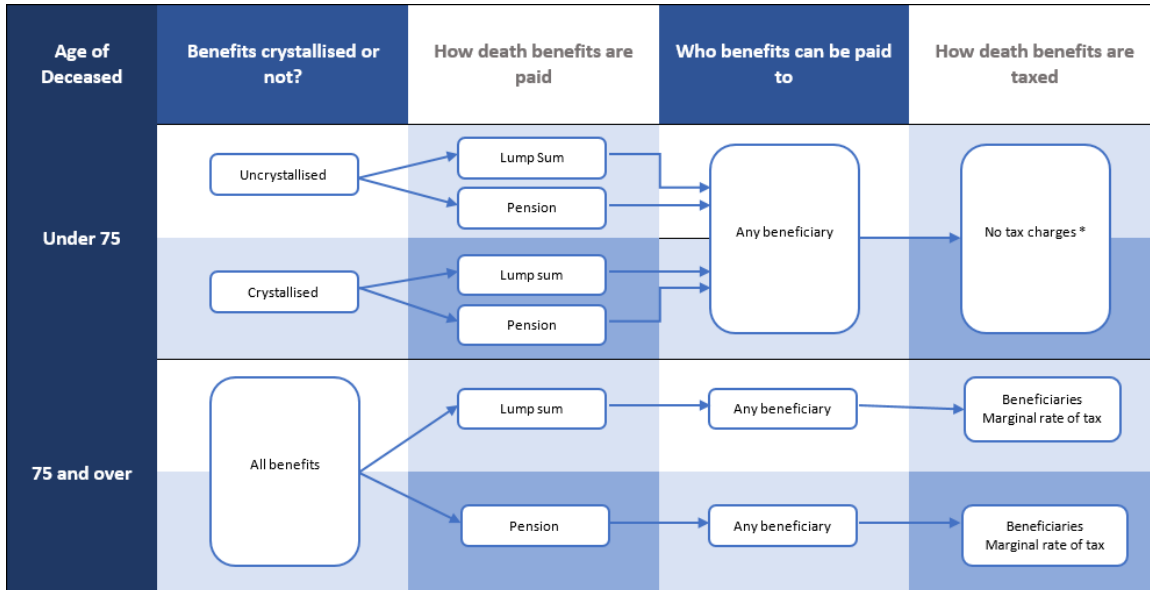 Age of
Deceased
Benefits crystallised or
not?
How death benefits are
paid
Who benefits can be paid
to
How death benefits are
taxed
Under 75
Uncrystallised
Lump Sum
Pension
Crystallised
Lump sum
Pension
Any beneficiary
No tax charges *
75 and over
All benefits
Lump sum
Any beneficiary
Beneficiaries
Marginal rate of tax
Pension
Any beneficiary
Beneficiaries
Marginal rate of tax